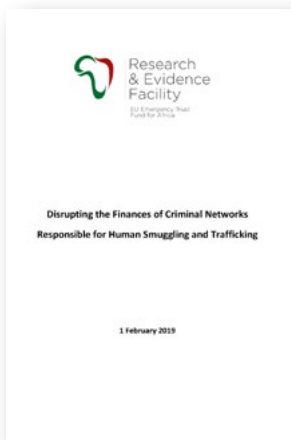 Research
& Evidence
Facility
EU Emergency Trust
Fund for Africa
Disrupting the Finances of Criminal Networks
Responsible for Human Smuggling and Trafficking
1 February 2019